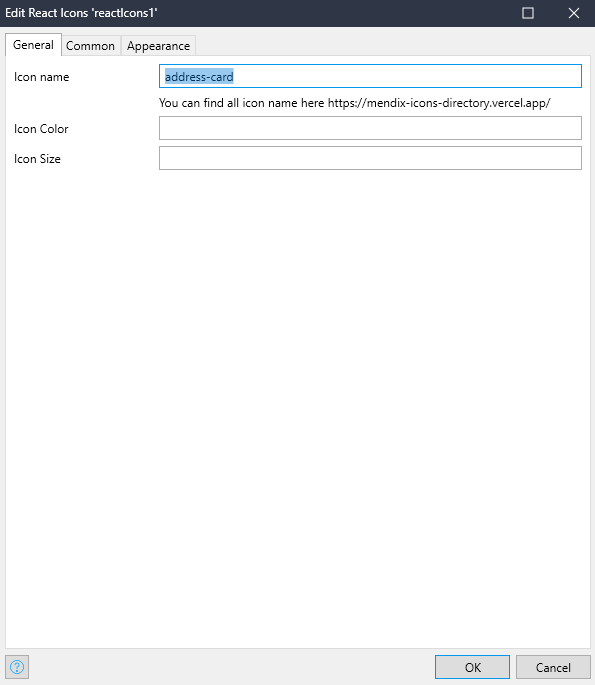 Edit React Icons 'reactIcons1'
General Common Appearance
Icon name address-card
You can find all icon name here https://mendix-icons-directory.vercel.app/
Icon Color
Icon Size
? OK Cancel